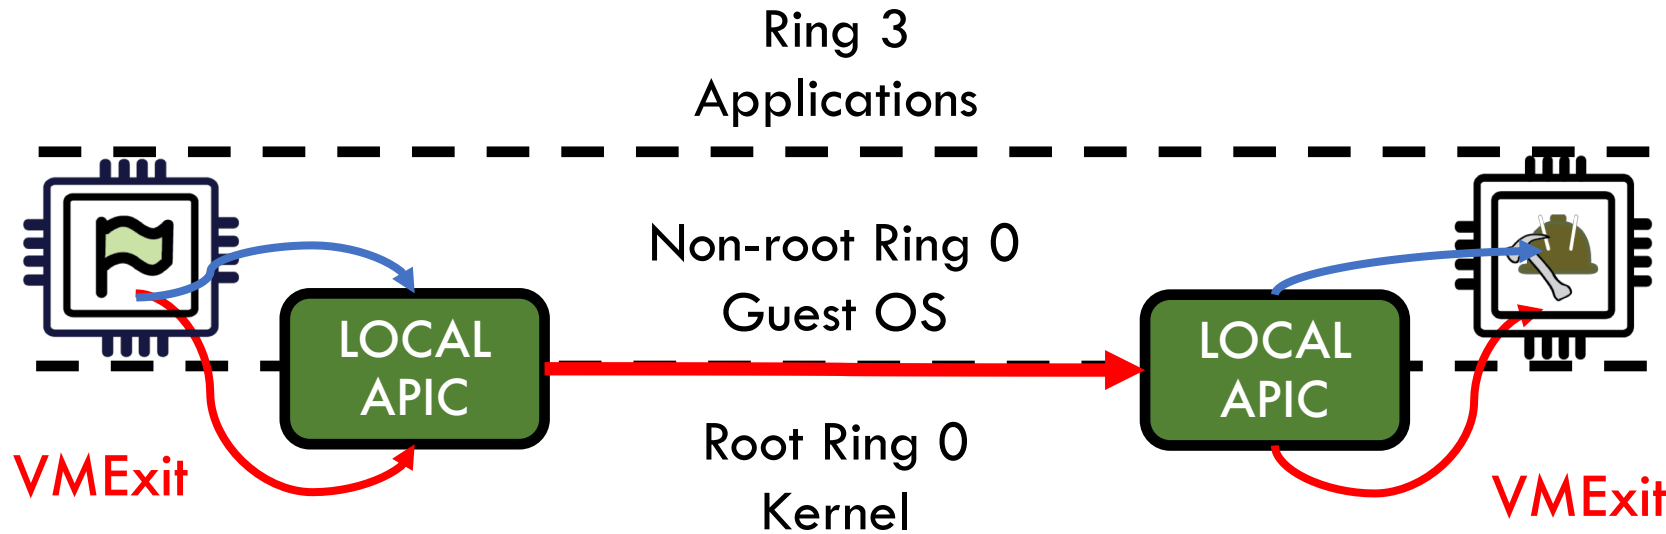 Ring 3
Applications
Non-root Ring 0
Guest OS
LOCAL
APIC
LOCAL
APIC
Root Ring 0
Kernel
VMExit
VMExit